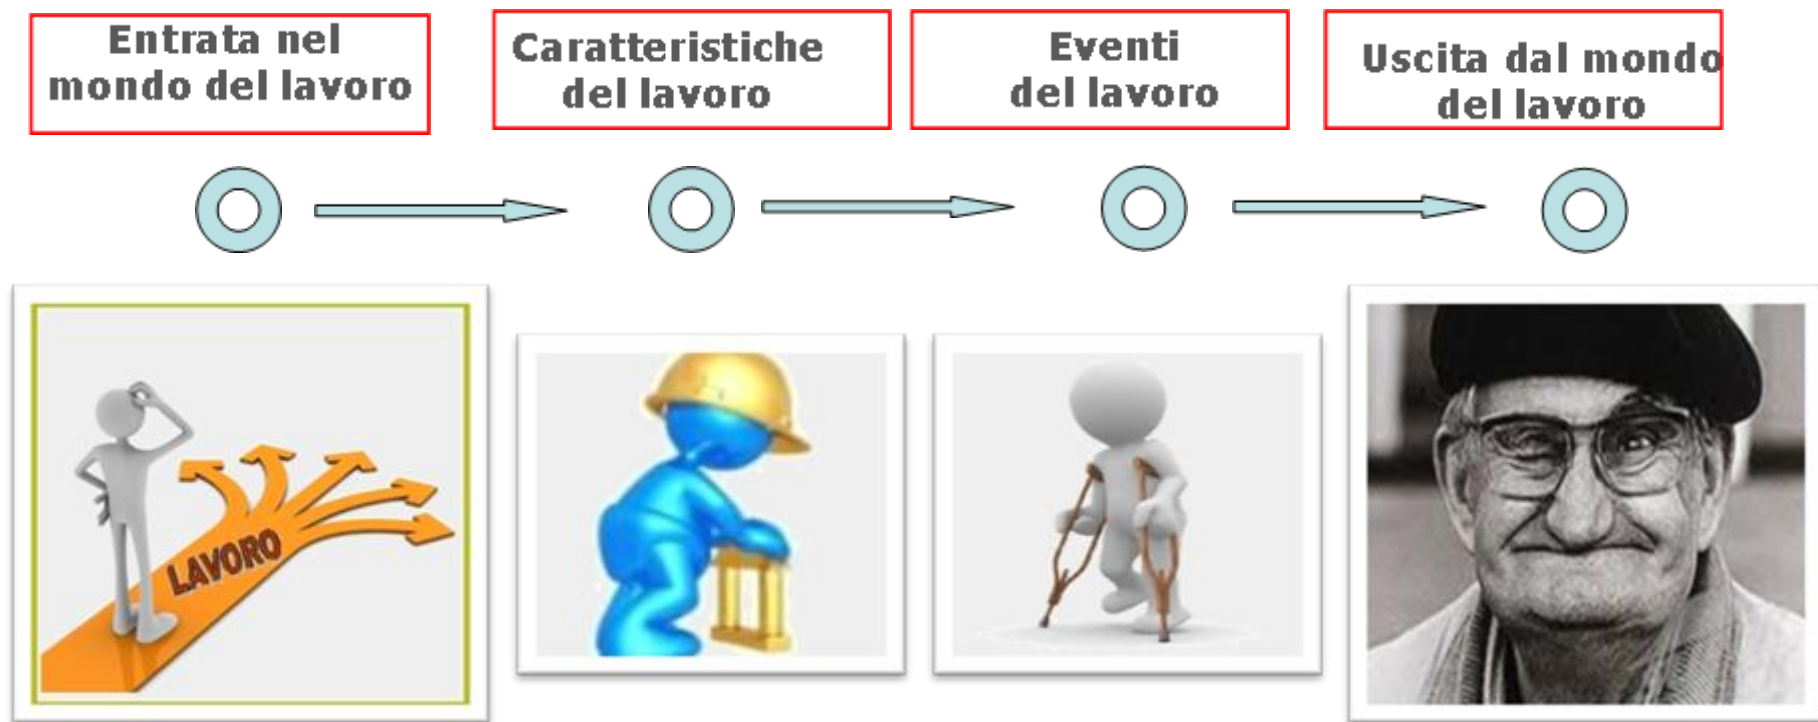 Entrata nel
mondo del lavoro
Caratteristiche
del lavoro
Eventi
del lavoro
Uscita dal mondo
del lavoro
LAVORO